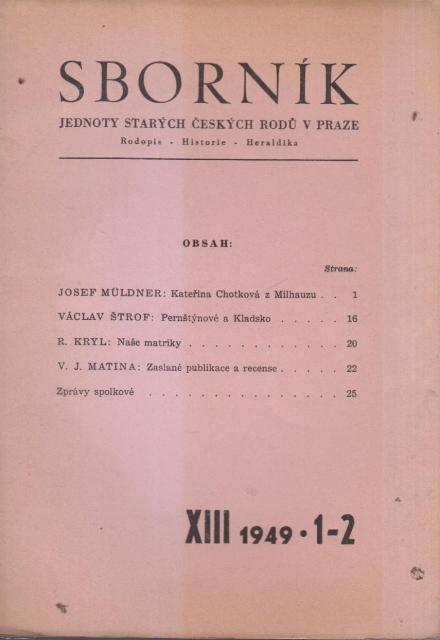 SBORNÍK
JEDNOTY STARÝCH ČESKÝCH RODŮ V PRAZE
Rodopis - Historie - Heraldika
OBSAH:
Strana:
JOSEF MÜLDNER: Kateřina Chotková z Milhauzu . . 1
VÁCLAV ŠTROF: Pernštýnové a Kladsko . . . . . 16
R. KRYL: Naše matriky . . . . . . . . . . . . 20
V. J. MATINA: Zaslané publikace a recense . . . . . 22
Zprávy spolkové . . . . . . . . . . . . . . . 25
XIII 1949 • 1-2